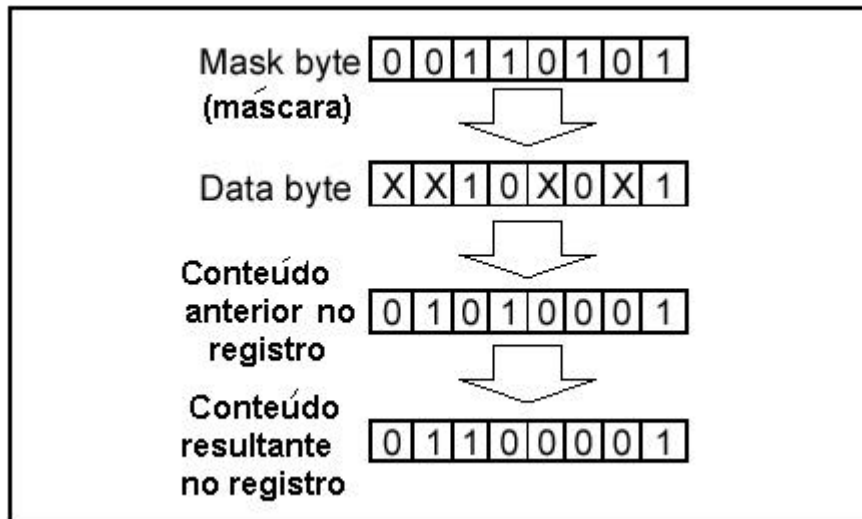 Mask byte 0 0 1 1 0 1 0 1
(máscara)
Data byte X X 1 0 X 0 X 1
Conteúdo
anterior no 0 1 0 1 0 0 0 1
registro
Conteúdo
resultante 0 1 1 0 0 0 0 1
no registro